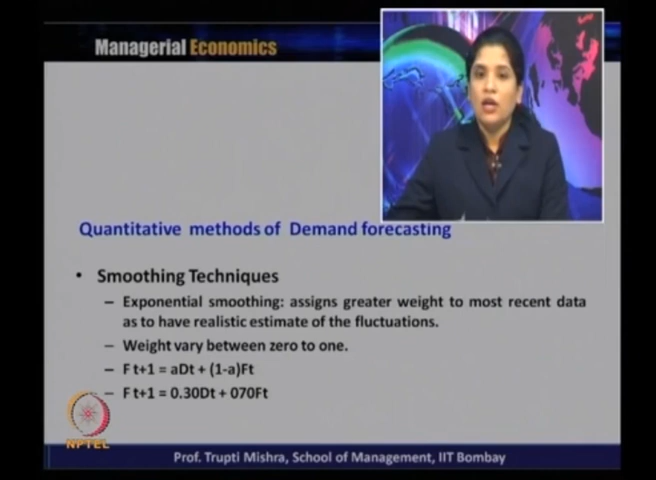 Managerial Economics
Quantitative methods of Demand forecasting
• Smoothing Techniques
– Exponential smoothing: assigns greater weight to most recent data
as to have realistic estimate of the fluctuations.
– Weight vary between zero to one.
– F t+1 = aDt + (1-a)Ft
– F t+1 = 0.30Dt + 070Ft
NPTEL
Prof. Trupti Mishra, School of Management, IIT Bombay